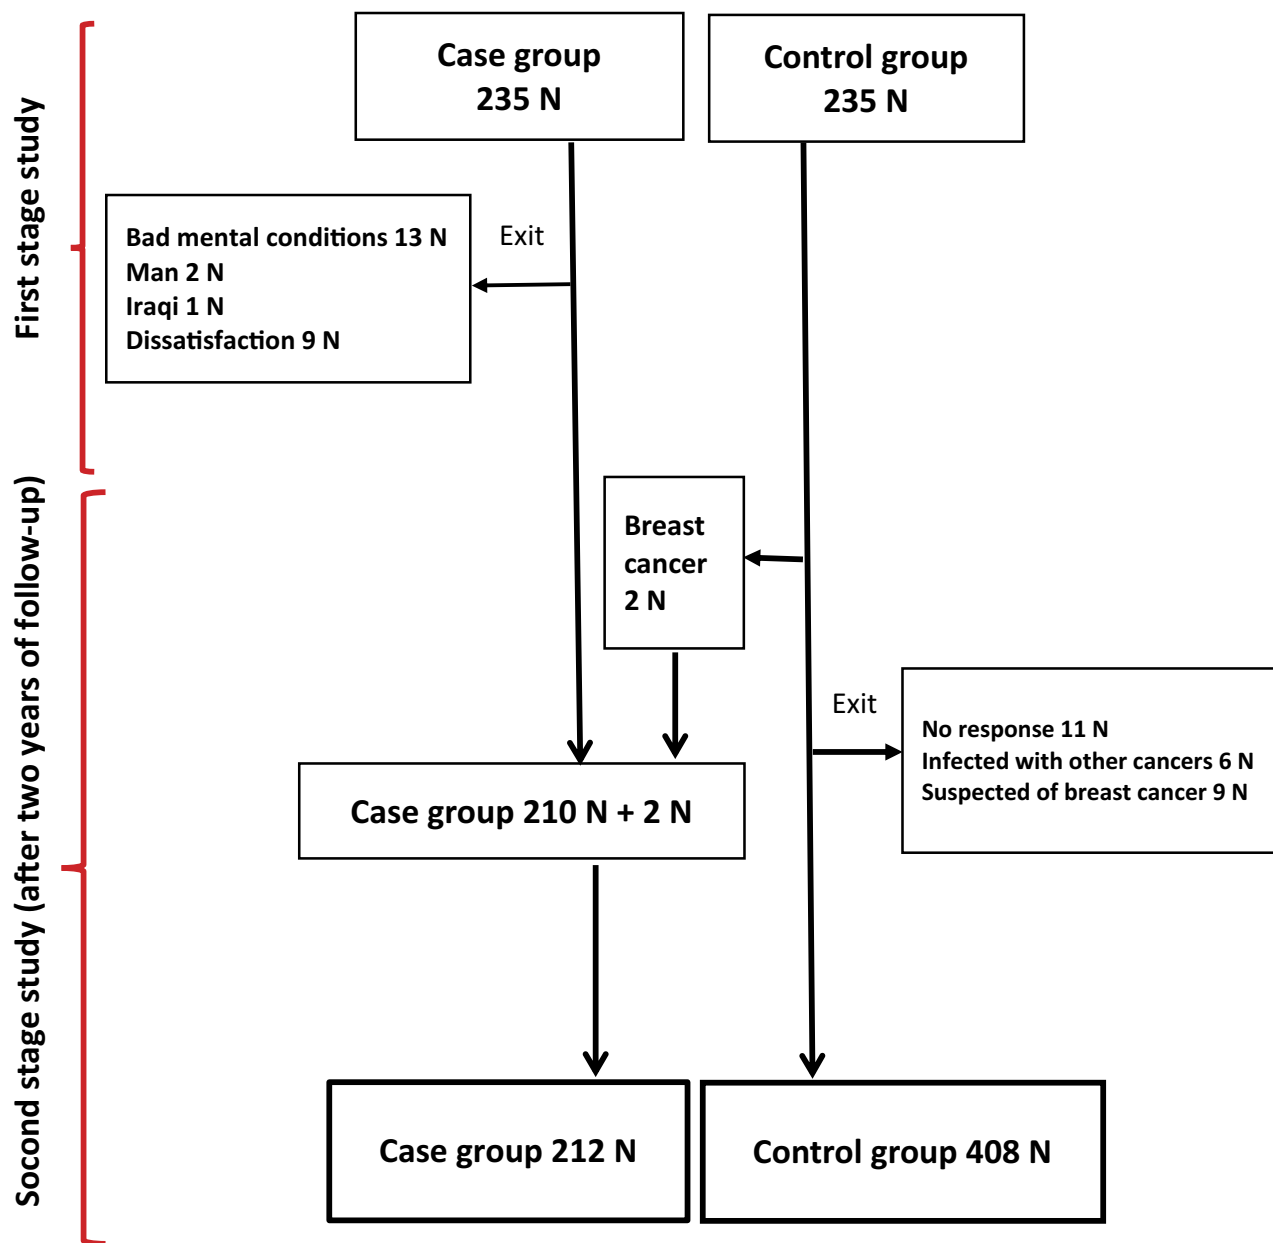 Case group
235 N
Control group
235 N
First stage study
Bad mental conditions 13 N
Man 2 N
Iraqi 1 N
Dissatisfaction 9 N
Exit
Socond stage study (after two years of follow-up)
Breast
cancer
2 N
Exit
No response 11 N
Infected with other cancers 6 N
Suspected of breast cancer 9 N
Case group 210 N + 2 N
Case group 212 N
Control group 408 N